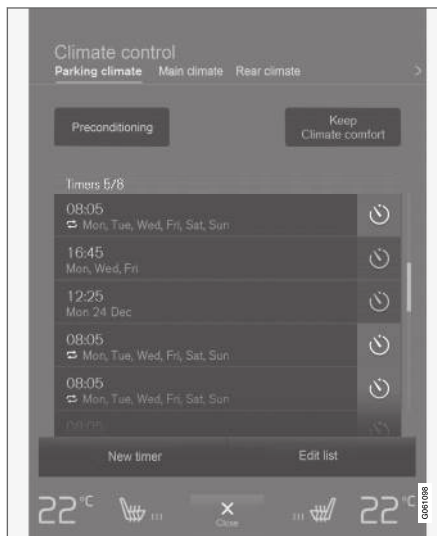 Climate control
Parking climate Main climate Rear climate
Preconditioning
Keep
Climate comfort
Timers 5/8
08:05
Mon, Tue, Wed, Fri, Sat, Sun
16:45
Mon, Wed, Fri
12:25
Mon 24 Dec
08:05
Mon, Tue, Wed, Fri, Sat, Sun
08:05
Mon, Tue, Wed, Fri, Sat, Sun
08:05
New timer Edit list
22°C 22°C
Close
G061098